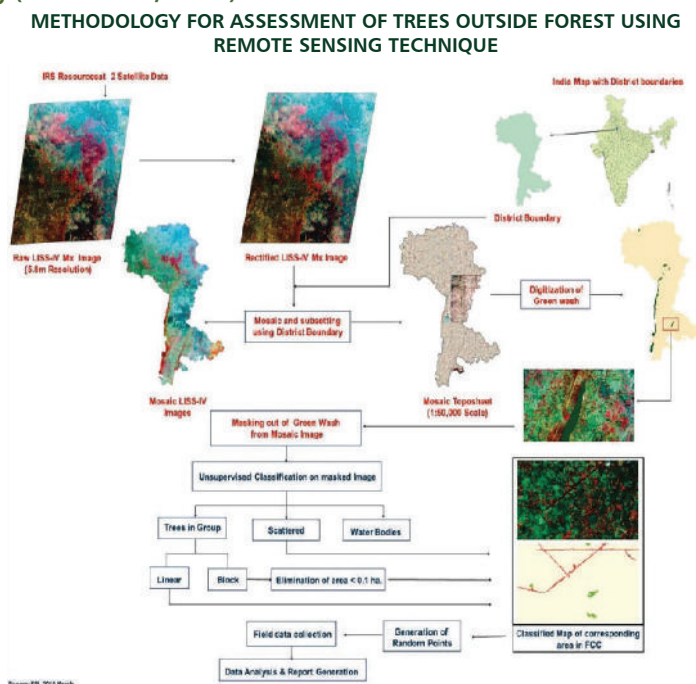 METHODOLOGY FOR ASSESSMENT OF TREES OUTSIDE FOREST USING
REMOTE SENSING TECHNIQUE
IRS Resourcesat 2 Satellite Data
India Map with District boundaries
District Boundary
Raw LISS-IV Mx Image
(5.8m Resolution)
Rectified LISS-IV Mx Image
Digitization of
Green wash
Mosaic and subsetting
using District Boundary
Mosaic LISS-IV
Images
Mosaic Toposheet
(1:50,000 Scale)
Masking out of Green Wash
from Mosaic Image
Unsupervised Classification on masked Image
Trees in Group
Scattered
Water Bodies
Linear
Block
Elimination of area < 0.1 ha.
Field data collection
Generation of
Random Points
Classified Map of corresponding
area in FCC
Data Analysis & Report Generation